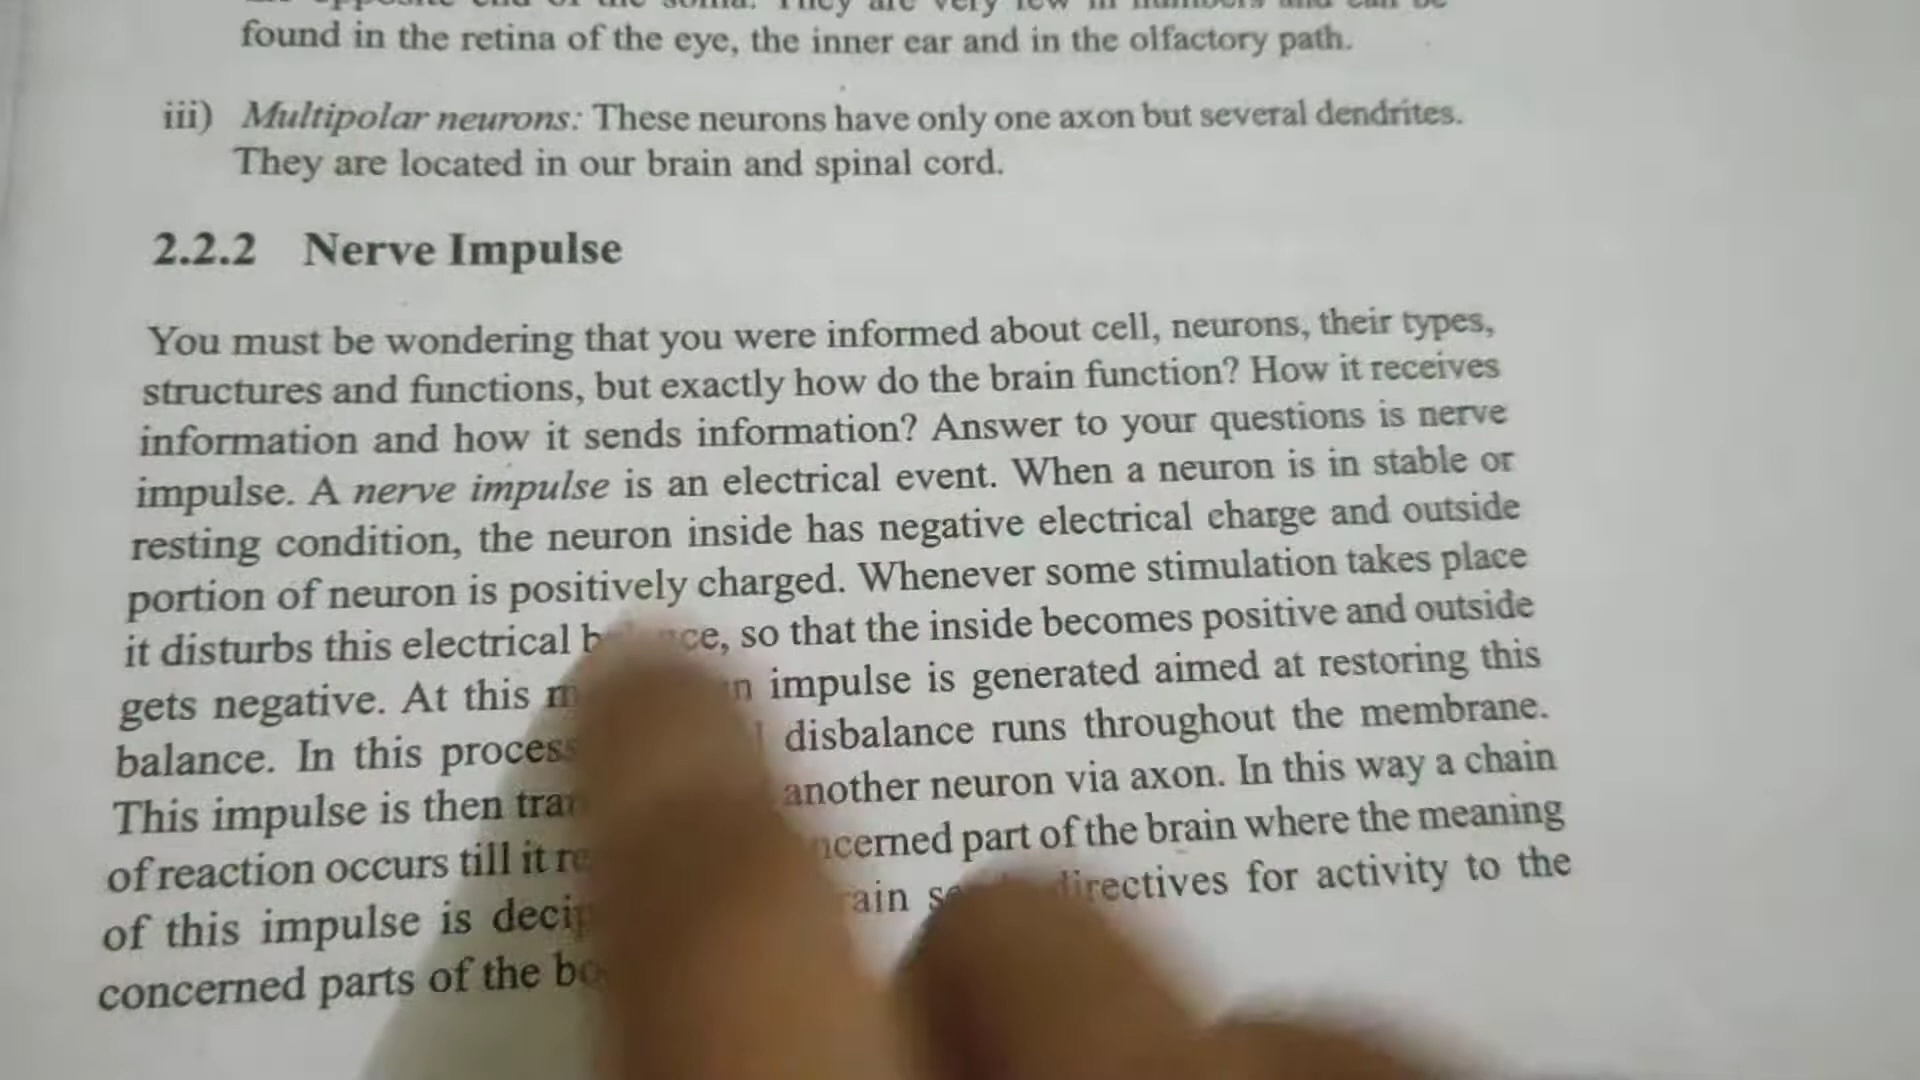 found in the retina of the eye, the inner ear and in the olfactory path.
iii) Multipolar neurons: These neurons have only one axon but several dendrites.
They are located in our brain and spinal cord.
2.2.2 Nerve Impulse
You must be wondering that you were informed about cell, neurons, their types,
structures and functions, but exactly how do the brain function? How it receives
information and how it sends information? Answer to your questions is nerve
impulse. A nerve impulse is an electrical event. When a neuron is in stable or
resting condition, the neuron inside has negative electrical charge and outside
portion of neuron is positively charged. Whenever some stimulation takes place
it disturbs this electrical so that the inside becomes positive and outside
gets negative. At this impulse is generated aimed at restoring this
balance. In this process disbalance runs throughout the membrane.
This impulse is then another neuron via axon. In this way a chain
of reaction occurs till it part of the brain where the meaning
of this impulse is directives for activity to the
concerned parts of the